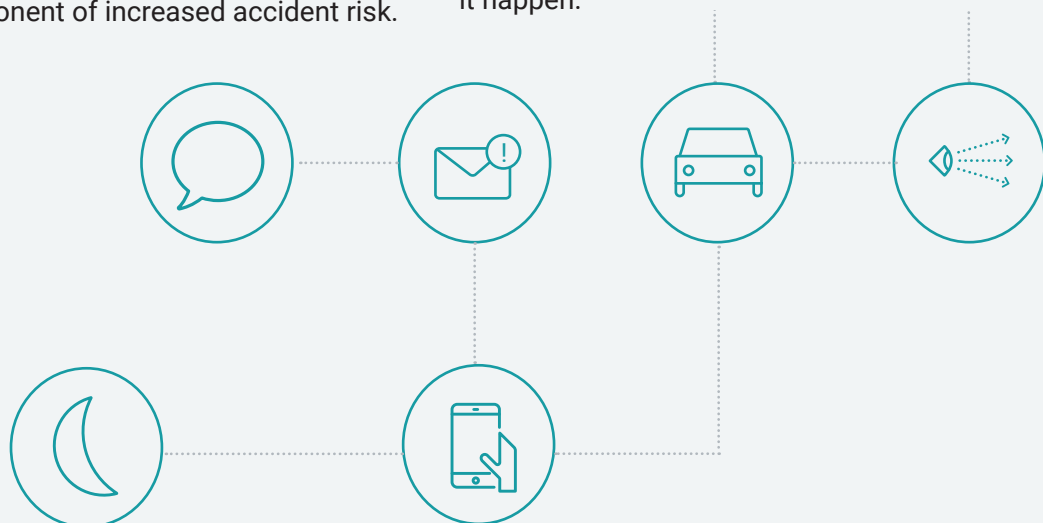 onent of increased accident risk.
it happen.